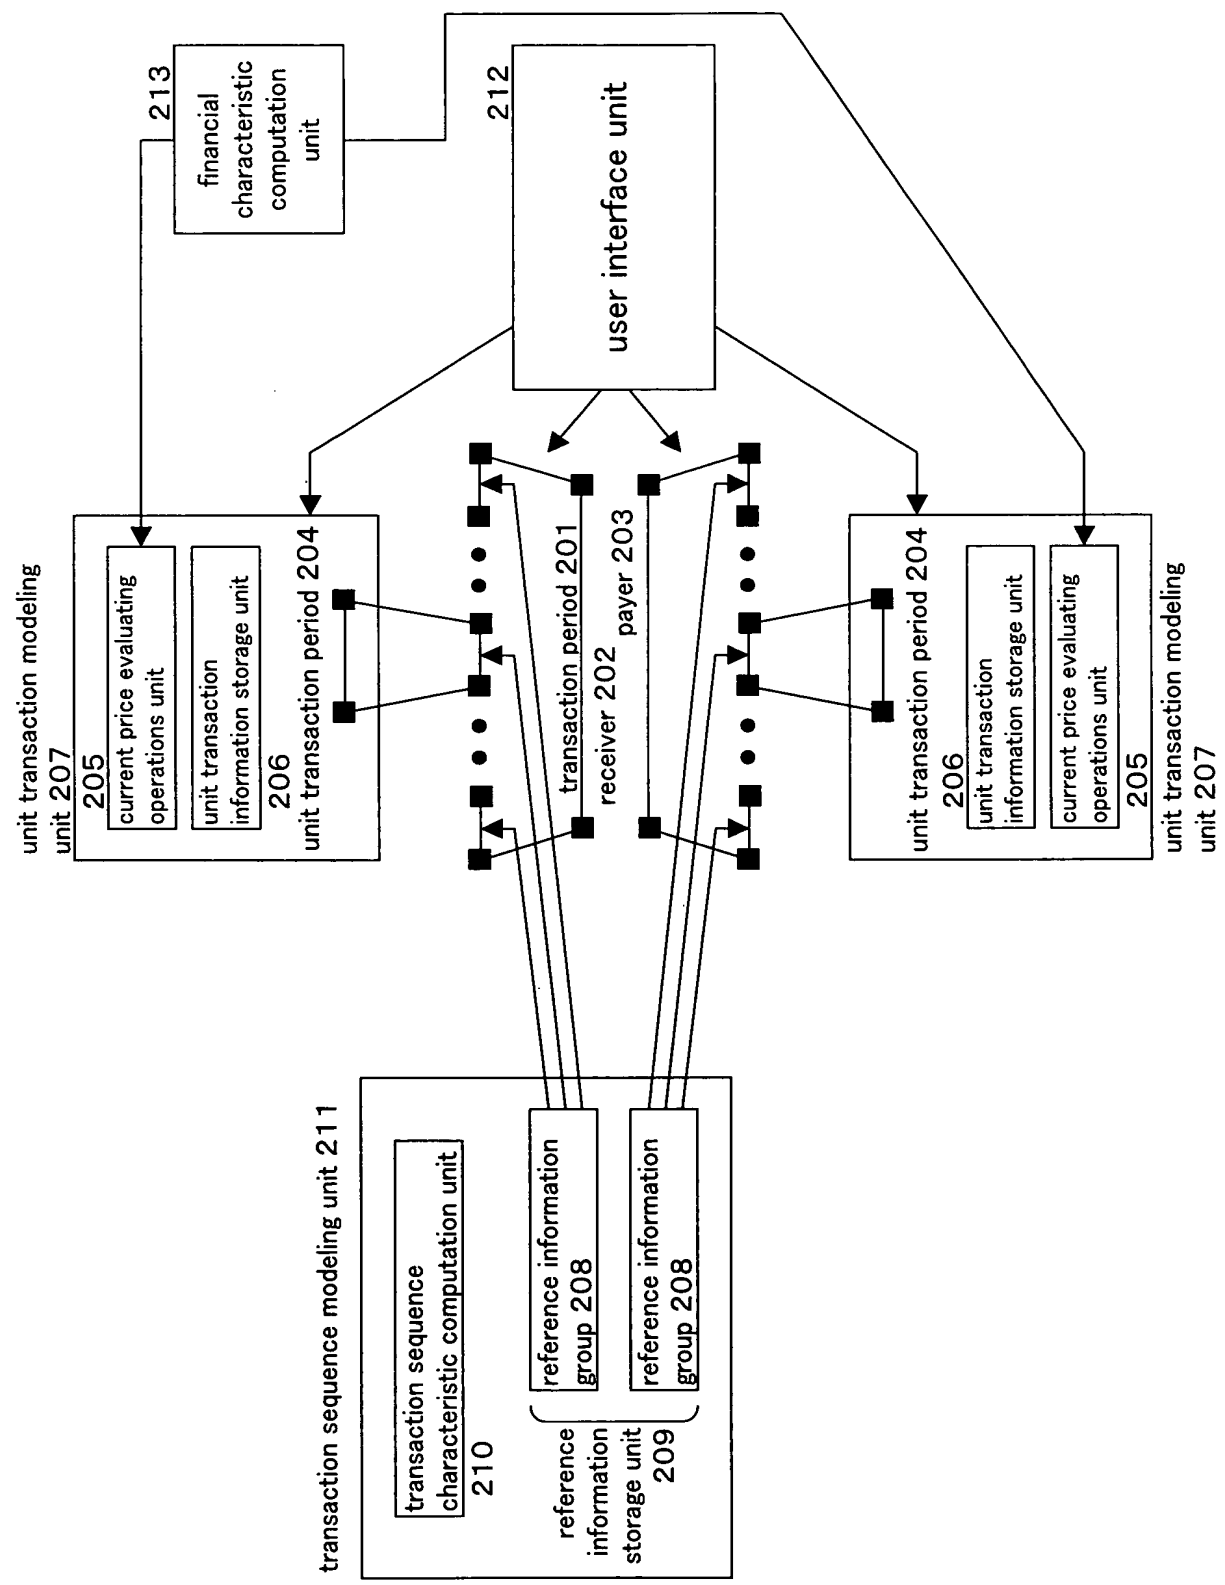 transaction sequence modeling unit 211
transaction sequence
characteristic computation unit
210
reference information
group 208
reference information
group 208
reference
information
storage unit
209
unit transaction modeling
unit 207
205
current price evaluating
operations unit
unit transaction
information storage unit
206
unit transaction period 204
transaction period 201
receiver 202
payer 203
unit transaction period 204
206
unit transaction
information storage unit
current price evaluating
operations unit
205
unit transaction modeling
unit 207
213
financial
characteristic
computation
unit
212
user interface unit